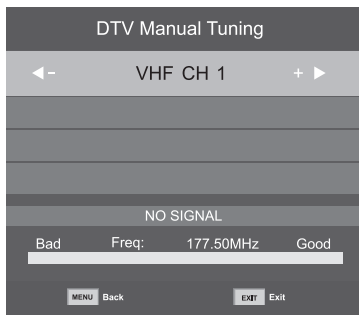 DTV Manual Tuning
- VHF CH 1 +
NO SIGNAL
Bad Freq: 177.50MHz Good
MENU Back EXIT Exit